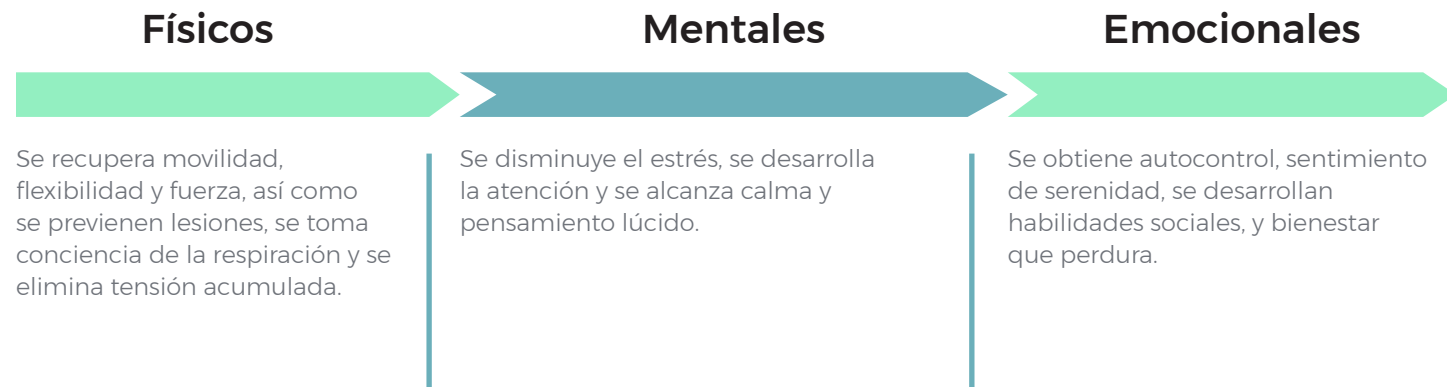 Físicos
Se recupera movilidad,
flexibilidad y fuerza, así como
se previenen lesiones, se toma
conciencia de la respiración y se
elimina tensión acumulada.
Mentales
Se disminuye el estrés, se desarrolla
la atención y se alcanza calma y
pensamiento lúcido.
Emocionales
Se obtiene autocontrol, sentimiento
de serenidad, se desarrollan
habilidades sociales, y bienestar
que perdura.